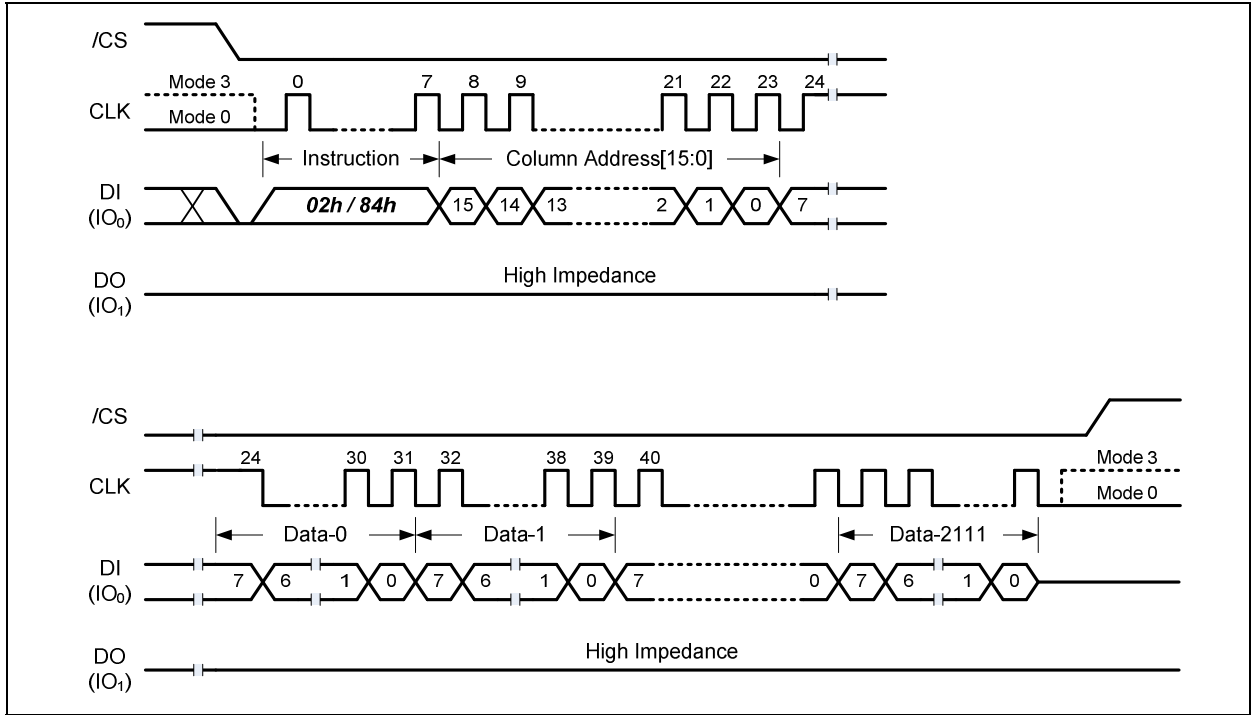 /CS
Mode 3 0 7 8 9 21 22 23 24
CLK
Mode 0
Instruction Column Address[15:0]
DI
(IO0) 02h / 84h 15 14 13 2 1 0 7
High Impedance
DO
(IO1)
/CS
24 30 31 32 38 39 40 Mode 3
CLK
Mode 0
Data-0 Data-1 Data-2111
DI
(IO0) 7 6 1 0 7 6 1 0 7 0 7 6 1 0
High Impedance
DO
(IO1)